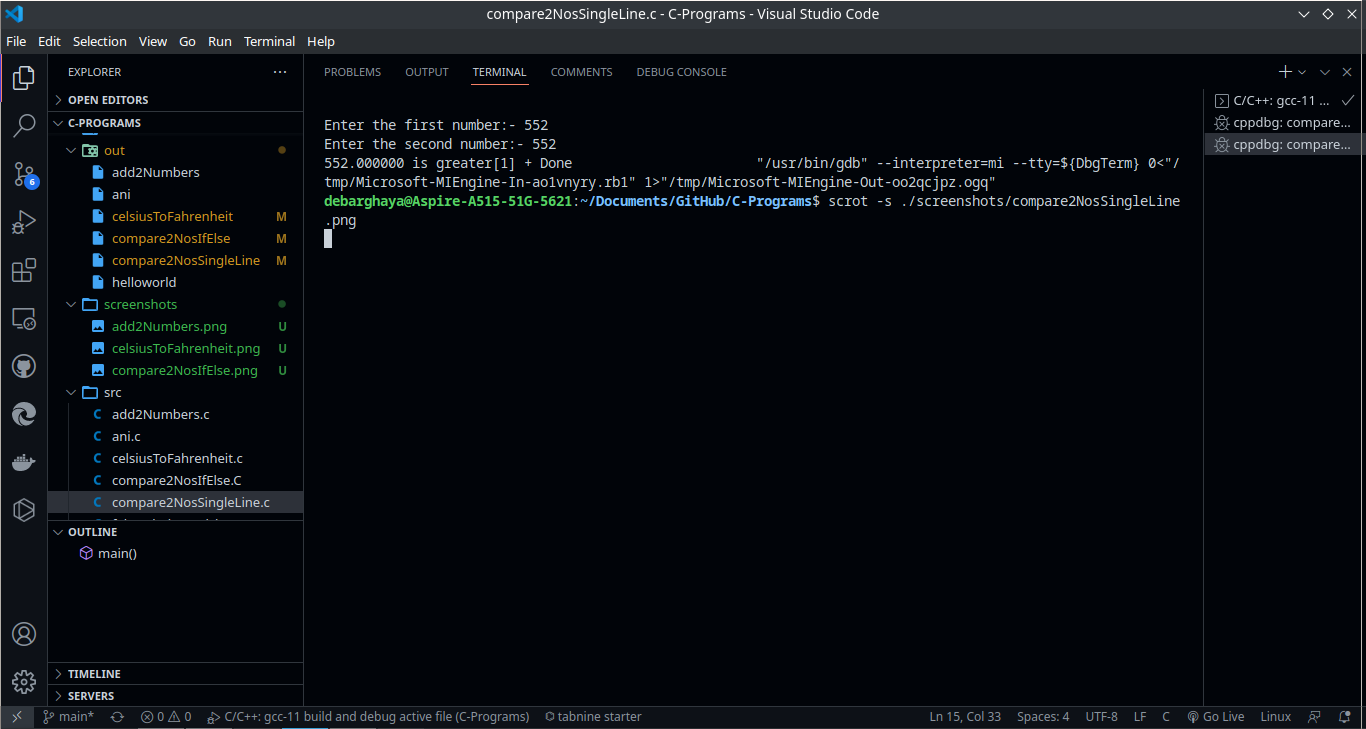 compare2NosSingleLine.c - C-Programs - Visual Studio Code
File Edit Selection View Go Run Terminal Help
EXPLORER
OPEN EDITORS
C-PROGRAMS
out
add2Numbers
ani
celsiusToFahrenheit M
compare2NosIfElse M
compare2NosSingleLine M
helloworld
screenshots
add2Numbers.png U
celsiusToFahrenheit.png U
compare2NosIfElse.png U
src
C add2Numbers.c
C ani.c
C celsiusToFahrenheit.c
C compare2NosIfElse.C
C compare2NosSingleLine.c
OUTLINE
main()
TIMELINE
SERVERS
6
PROBLEMS OUTPUT TERMINAL COMMENTS DEBUG CONSOLE
Enter the first number:- 552
Enter the second number:- 552
552.000000 is greater[1] + Done "/usr/bin/gdb" --interpreter=mi --tty=${DbgTerm} 0<"/
tmp/Microsoft-MIEngine-In-ao1vnyry.rb1" 1>"/tmp/Microsoft-MIEngine-Out-oo2qcjpz.ogq"
debarghaya@Aspire-A515-51G-5621:~/Documents/GitHub/C-Programs$ scrot -s ./screenshots/compare2NosSingleLine
.png
C/C++: gcc-11 ...
cppdbg: compare...
cppdbg: compare...
main* 0 0 C/C++: gcc-11 build and debug active file (C-Programs) tabnine starter Ln 15, Col 33 Spaces: 4 UTF-8 LF C Go Live Linux